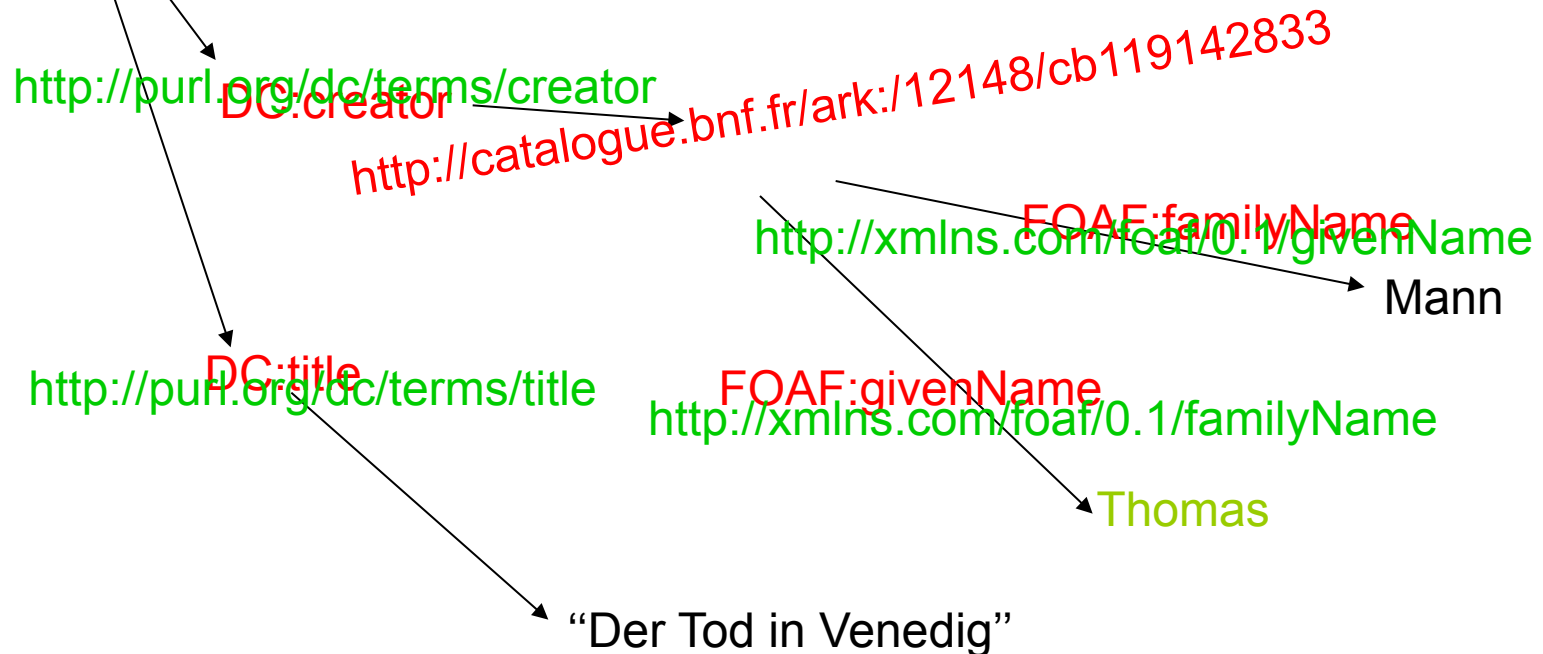 http://purl.org/dc/terms/creator
DC:creator
http://catalogue.bnf.fr/ark:/12148/cb119142833
FOAF:familyName
http://xmlns.com/foaf/0.1/givenName
Mann
DC:title
http://purl.org/dc/terms/title
FOAF:givenName
http://xmlns.com/foaf/0.1/familyName
Thomas
‘‘Der Tod in Venedig’’